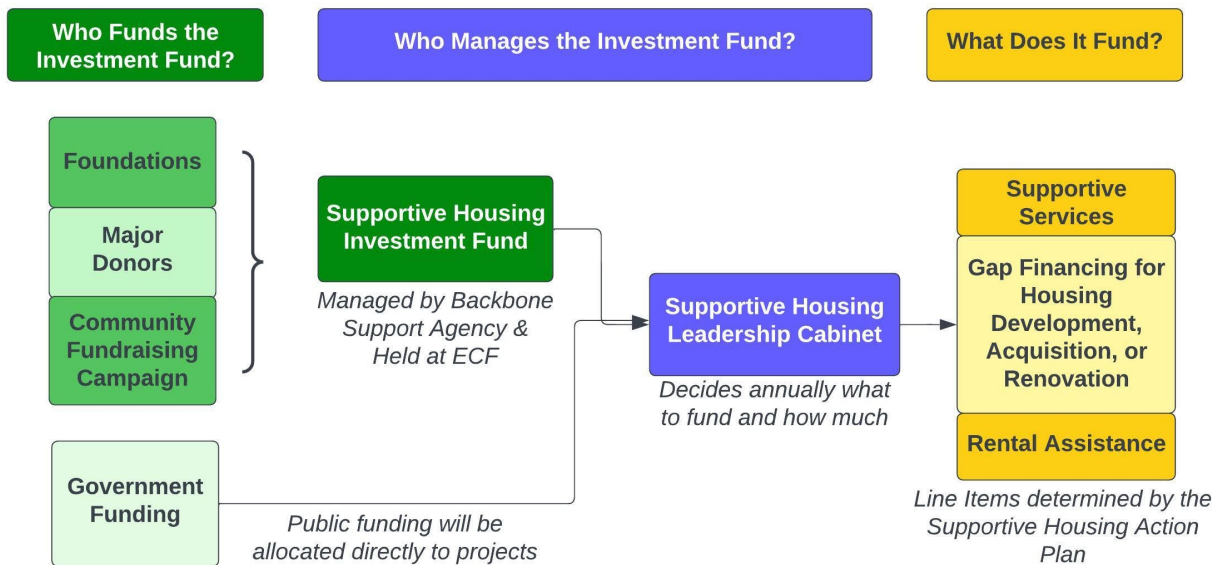 Who Funds the
Investment Fund?
Who Manages the Investment Fund?
What Does It Fund?
Foundations
Major
Donors
Community
Fundraising
Campaign
Government
Funding
Supportive Housing
Investment Fund
Managed by Backbone
Support Agency &
Held at ECF
Public funding will be
allocated directly to projects
Supportive Housing
Leadership Cabinet
Decides annually what
to fund and how much
Supportive
Services
Gap Financing for
Housing
Development,
Acquisition, or
Renovation
Rental Assistance
Line Items determined by the
Supportive Housing Action
Plan